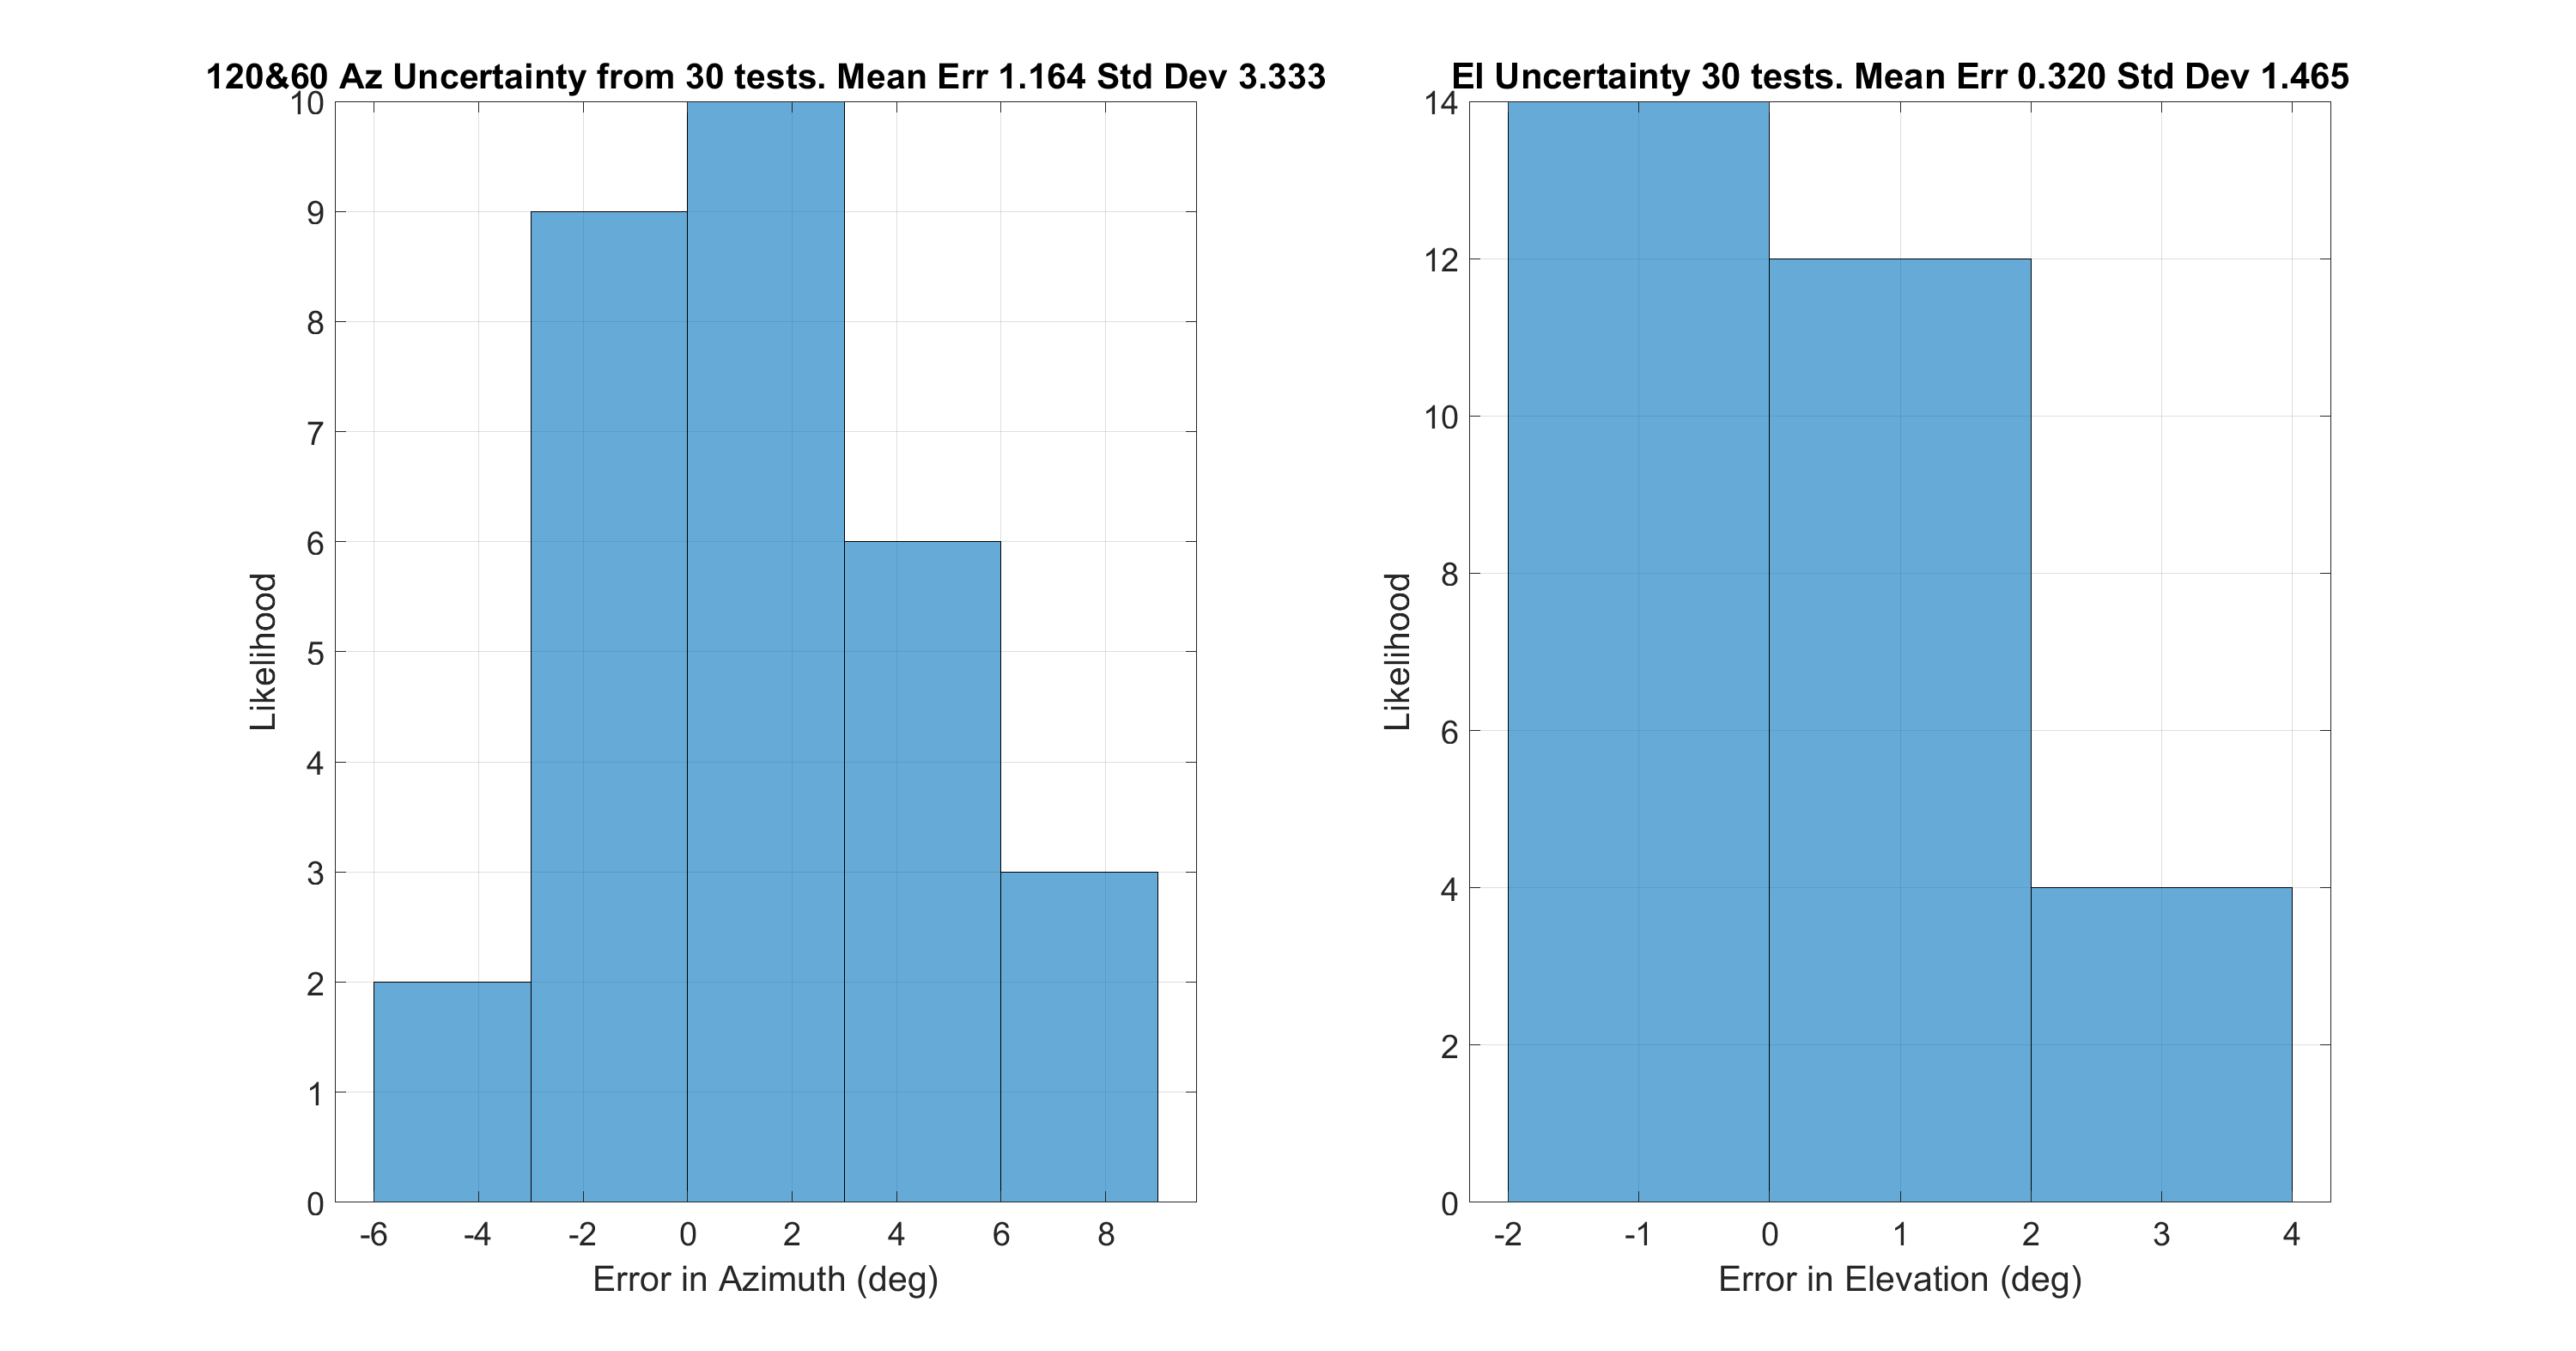 120&60 Az Uncertainty from 30 tests. Mean Err 1.164 Std Dev 3.333
10
9
8
7
6
5
4
3
2
1
0
Likelihood
-6 -4 -2 0 2 4 6 8
Error in Azimuth (deg)
El Uncertainty 30 tests. Mean Err 0.320 Std Dev 1.465
14
12
10
8
6
4
2
0
Likelihood
-2 -1 0 1 2 3 4
Error in Elevation (deg)